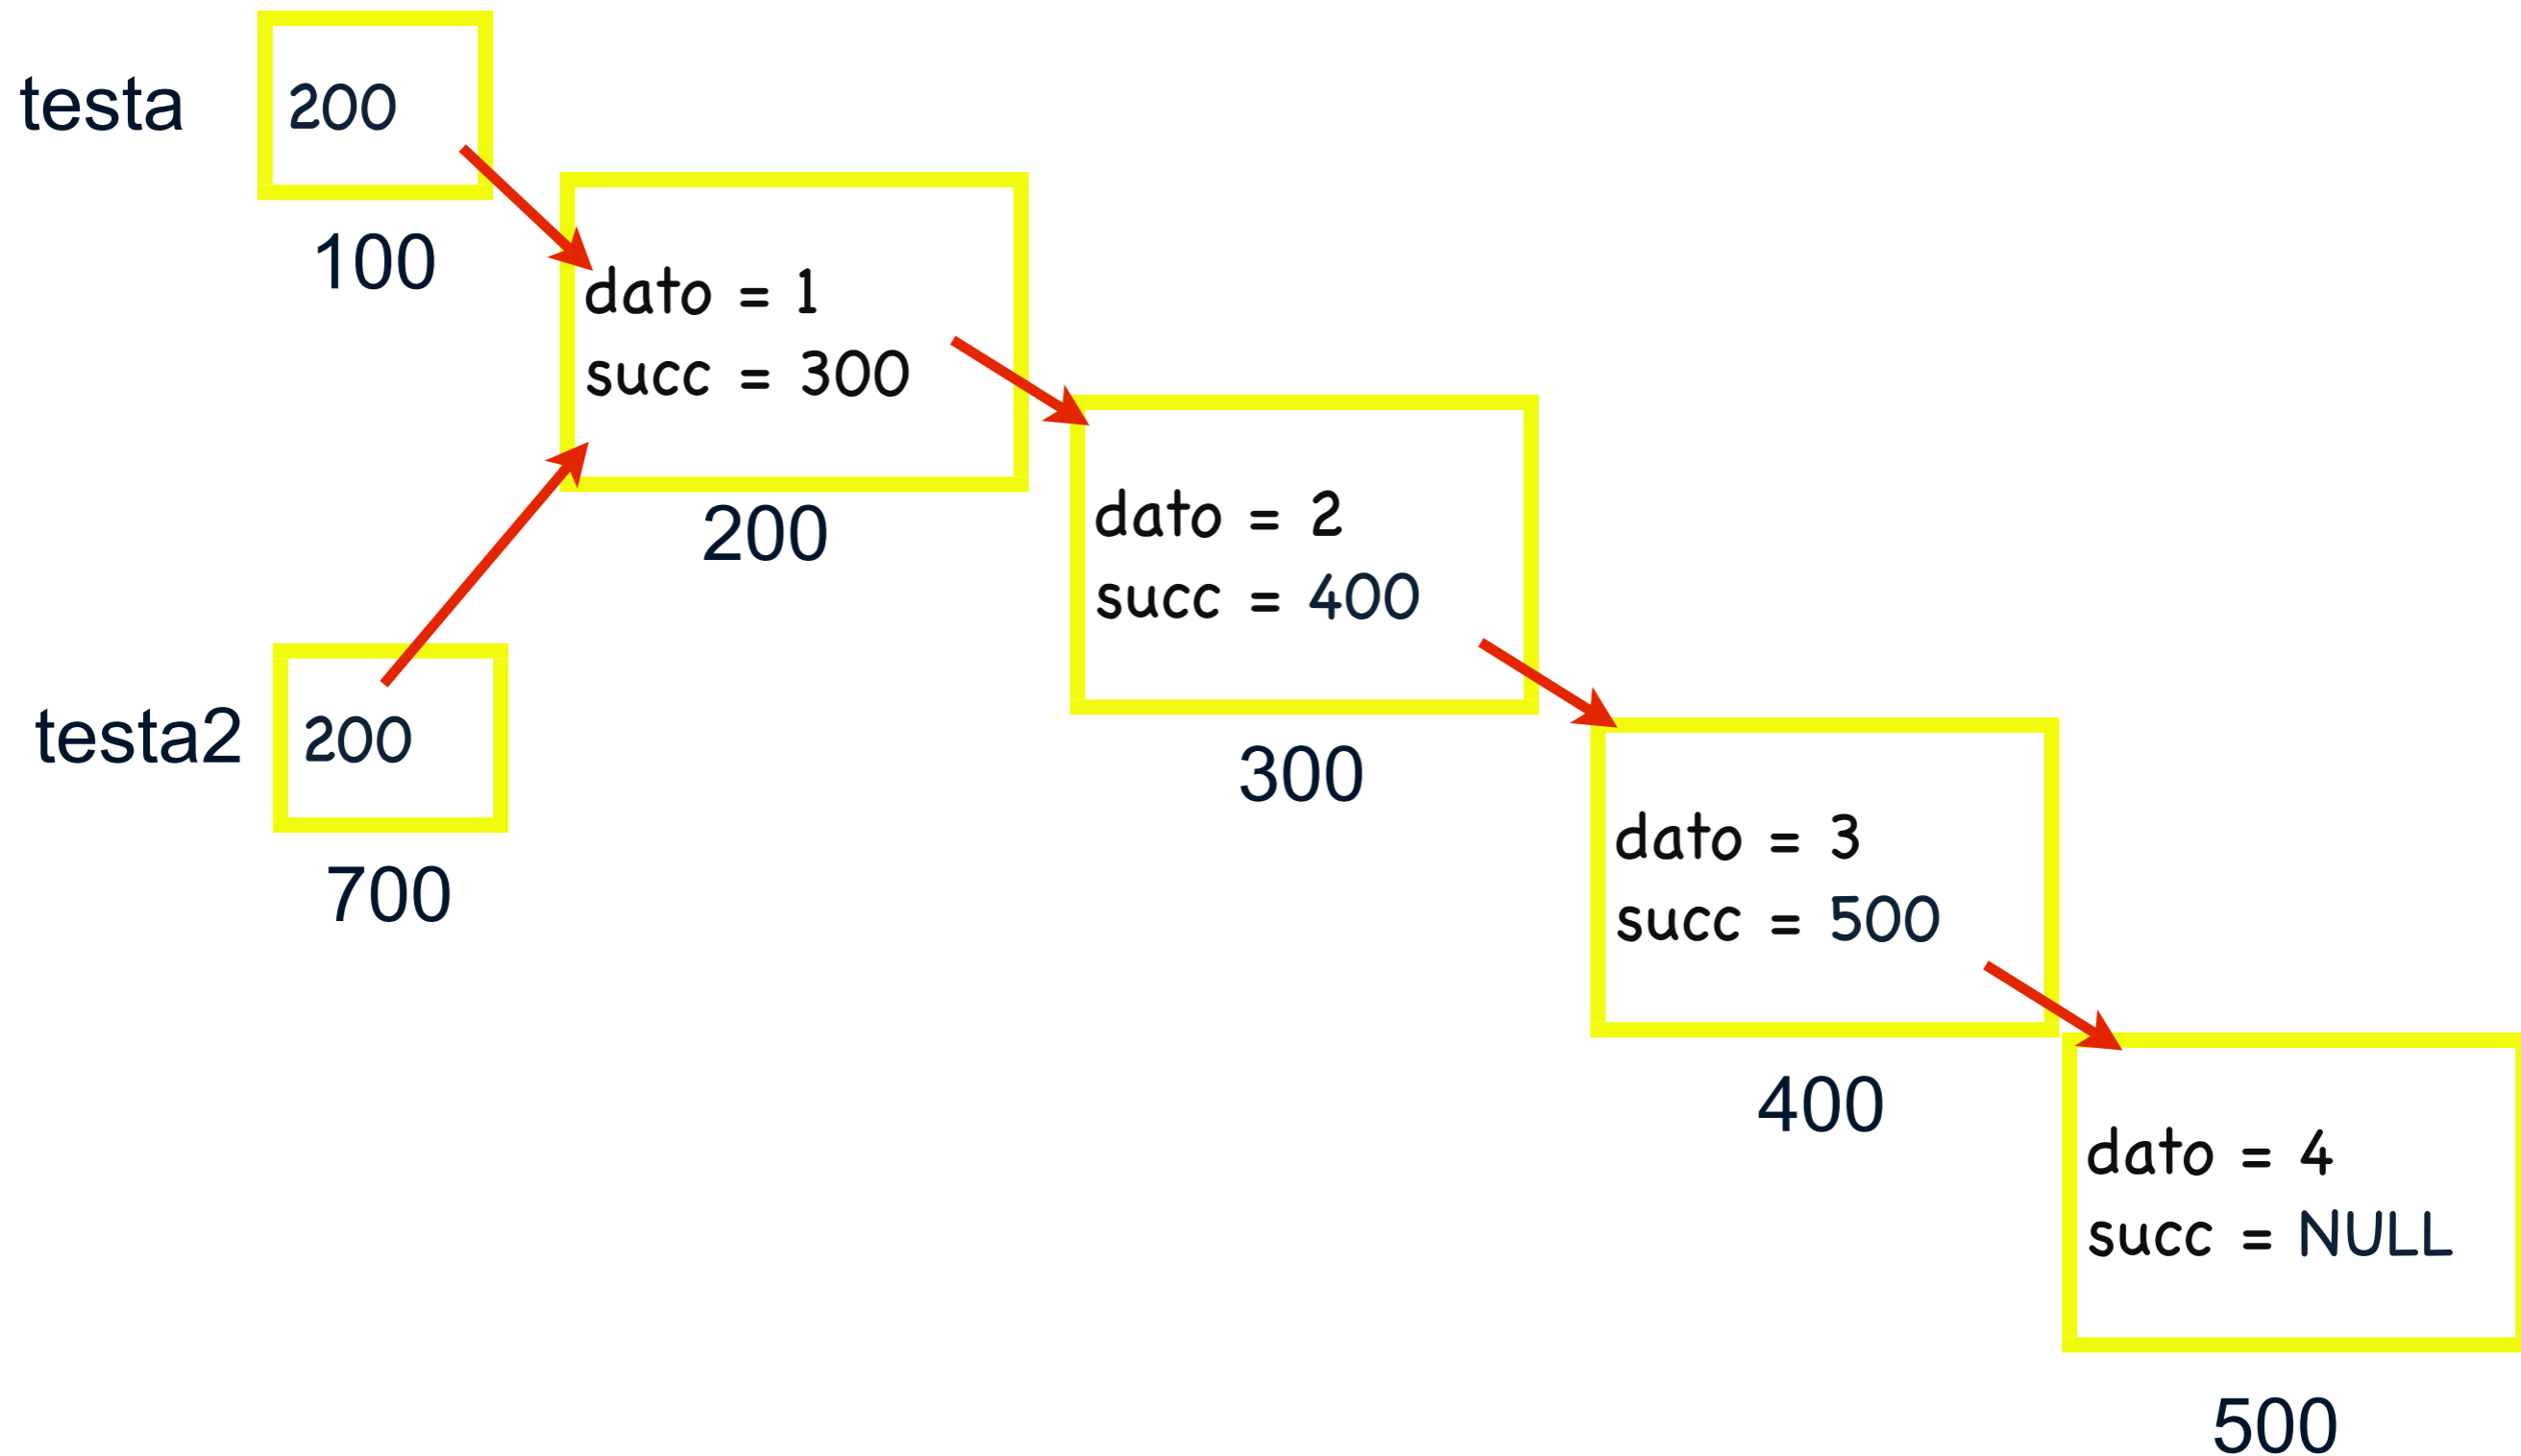 testa
200
100
dato = 1
succ = 300
200
dato = 2
succ = 400
300
testa2
200
700
dato = 3
succ = 500
400
dato = 4
succ = NULL
500